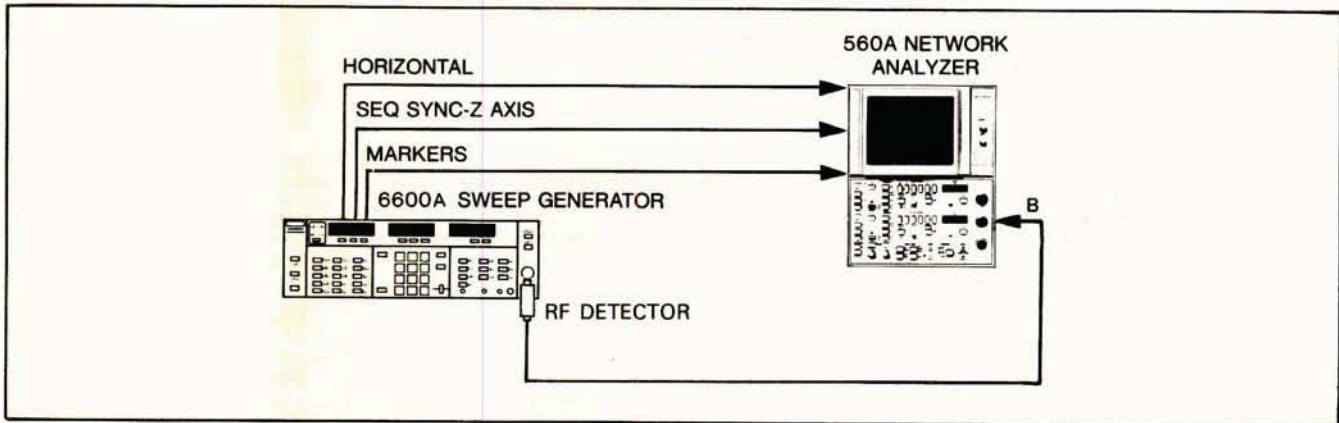 560A NETWORK
ANALYZER
HORIZONTAL
SEQ SYNC-Z AXIS
MARKERS
6600A SWEEP GENERATOR
B
RF DETECTOR